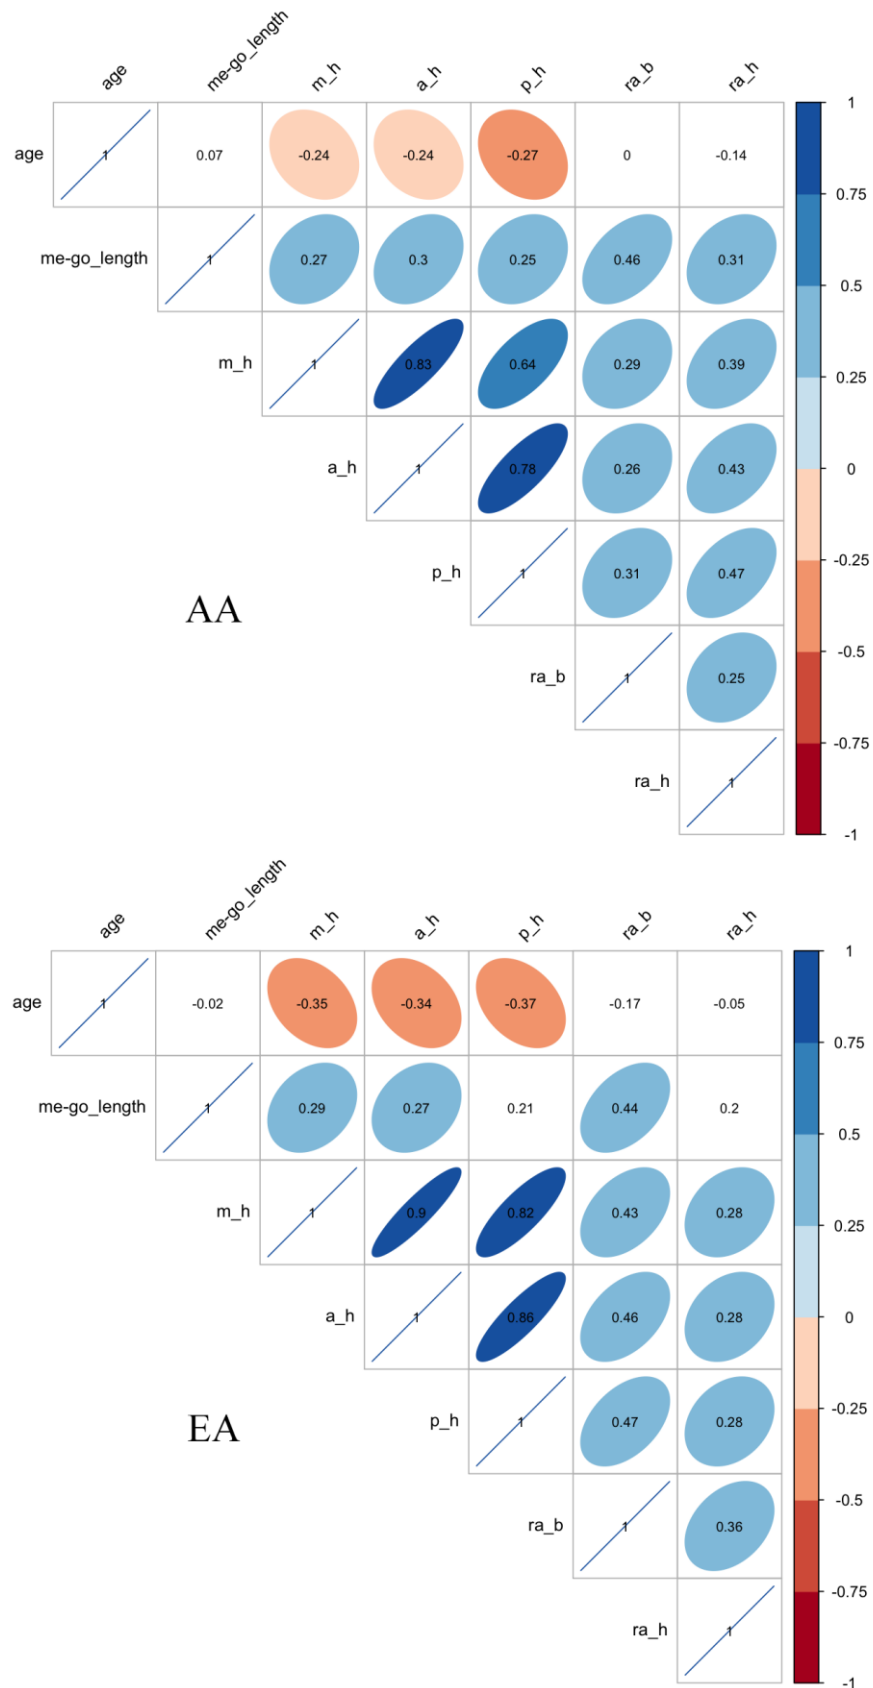 age me-go_length m_h a_h p_h ra_b ra_h
1
age 1 0.07 -0.24 -0.24 -0.27 0 -0.14
0.75
me-go_length 1 0.27 0.3 0.25 0.46 0.31
0.5
m_h 1 0.83 0.64 0.29 0.39
0.25
a_h 1 0.78 0.26 0.43
0
-0.25
p_h 1 0.31 0.47
AA
-0.5
ra_b 1 0.25
-0.75
ra_h 1
-1
age me-go_length m_h a_h p_h ra_b ra_h
1
age 1 -0.02 -0.35 -0.34 -0.37 -0.17 -0.05
0.75
me-go_length 1 0.29 0.27 0.21 0.44 0.2
0.5
m_h 1 0.9 0.82 0.43 0.28
0.25
a_h 1 0.86 0.46 0.28
0
-0.25
p_h 1 0.47 0.28
EA
-0.5
ra_b 1 0.36
-0.75
ra_h 1
-1